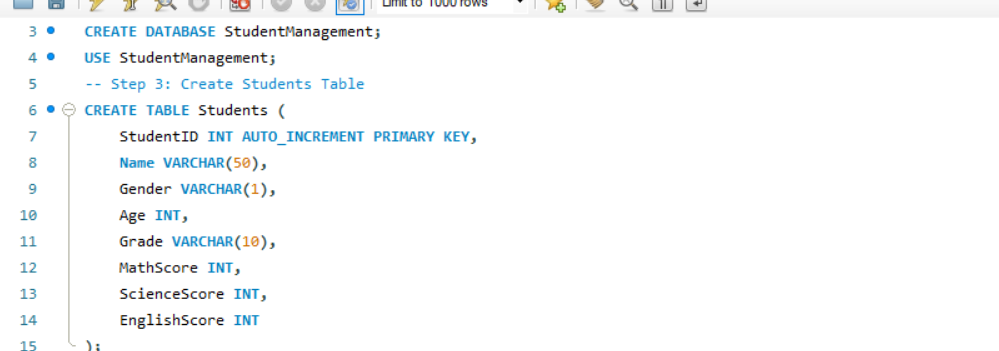 Limit to 1000 rows
3 CREATE DATABASE StudentManagement;
4 USE StudentManagement;
5 -- Step 3: Create Students Table
6 CREATE TABLE Students (
7 StudentID INT AUTO_INCREMENT PRIMARY KEY,
8 Name VARCHAR(50),
9 Gender VARCHAR(1),
10 Age INT,
11 Grade VARCHAR(10),
12 MathScore INT,
13 ScienceScore INT,
14 EnglishScore INT
15 );